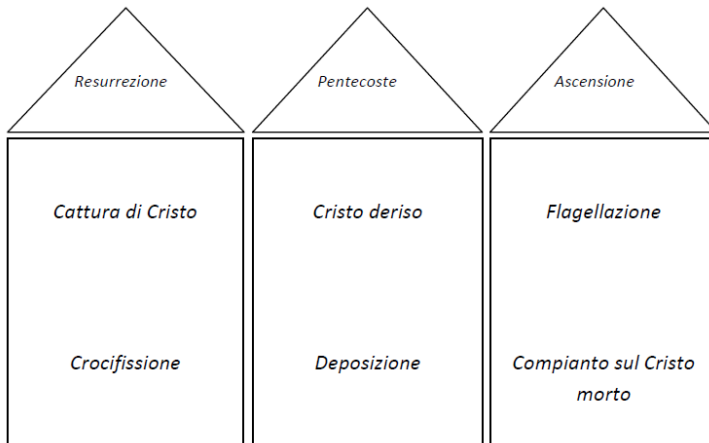 Resurrezione
Pentecoste
Ascensione
Cattura di Cristo
Cristo deriso
Flagellazione
Crocifissione
Deposizione
Compianto sul Cristo
morto